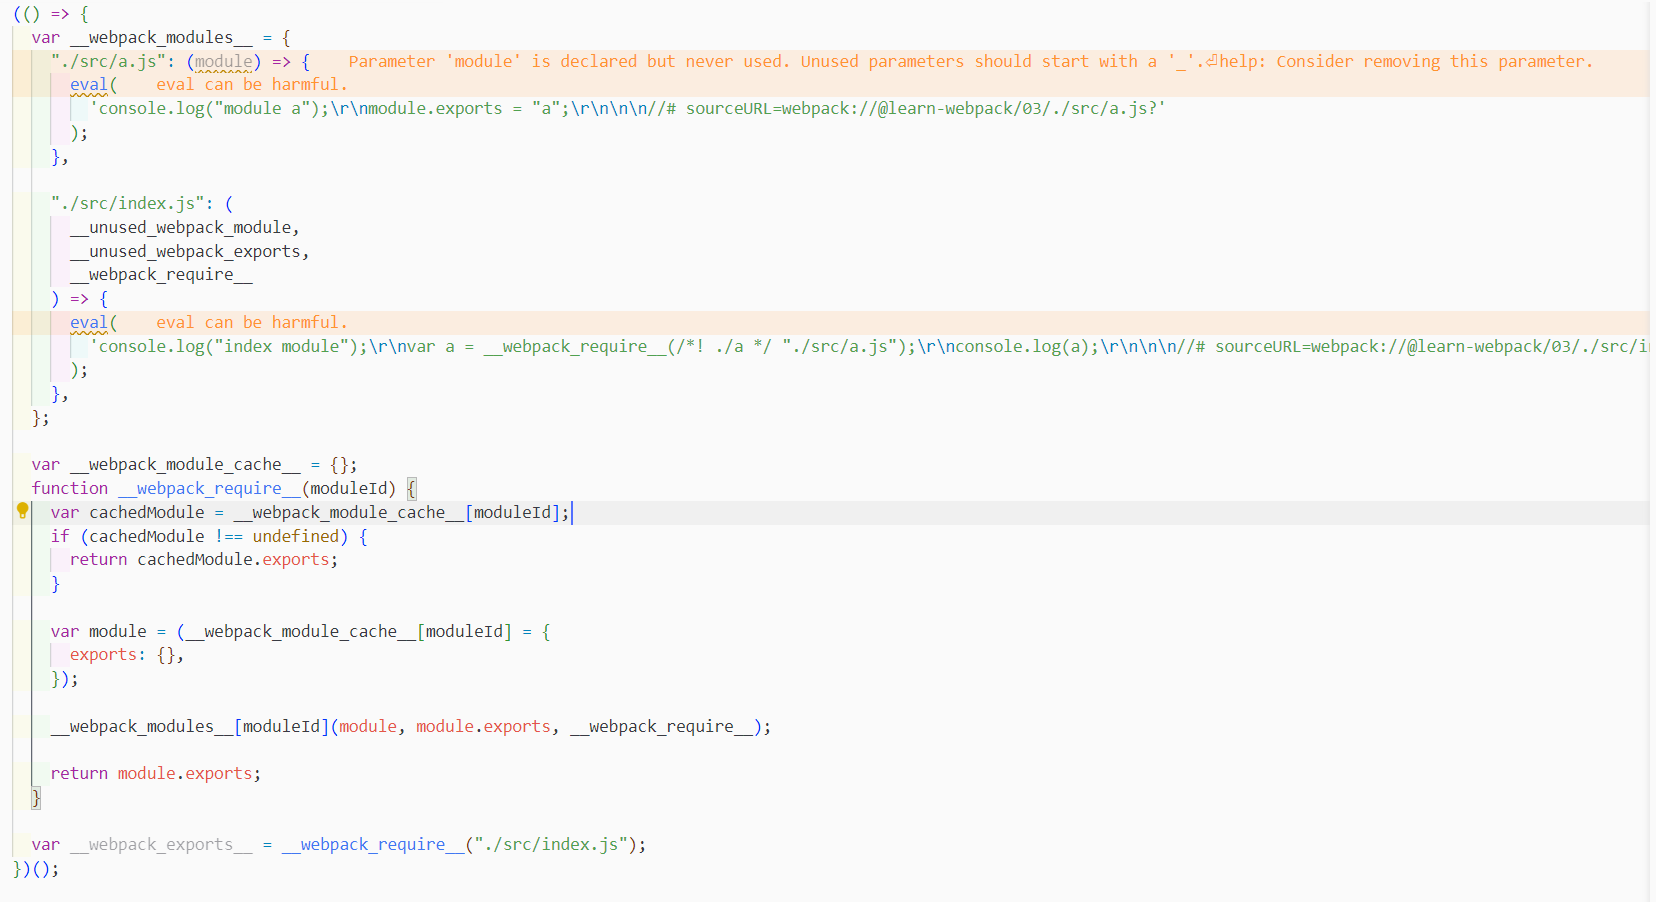 (() => {
var __webpack_modules__ = {
"./src/a.js": (module) => { Parameter 'module' is declared but never used. Unused parameters should start with a '_'.⏎help: Consider removing this parameter.
eval( eval can be harmful.
'console.log("module a");\r\nmodule.exports = "a";\r\n\n\n//# sourceURL=webpack://@learn-webpack/03/./src/a.js?'
);
},
"./src/index.js": (
__unused_webpack_module,
__unused_webpack_exports,
__webpack_require__
) => {
eval( eval can be harmful.
'console.log("index module");\r\nvar a = __webpack_require__(/*! ./a */ "./src/a.js");\r\nconsole.log(a);\r\n\n\n//# sourceURL=webpack://@learn-webpack/03/./src/i
);
},
};
var __webpack_module_cache__ = {};
function __webpack_require__(moduleId) {
var cachedModule = __webpack_module_cache__[moduleId];
if (cachedModule !== undefined) {
return cachedModule.exports;
}
var module = (__webpack_module_cache__[moduleId] = {
exports: {},
});
__webpack_modules__[moduleId](module, module.exports, __webpack_require__);
return module.exports;
}
var __webpack_exports__ = __webpack_require__("./src/index.js");
})();